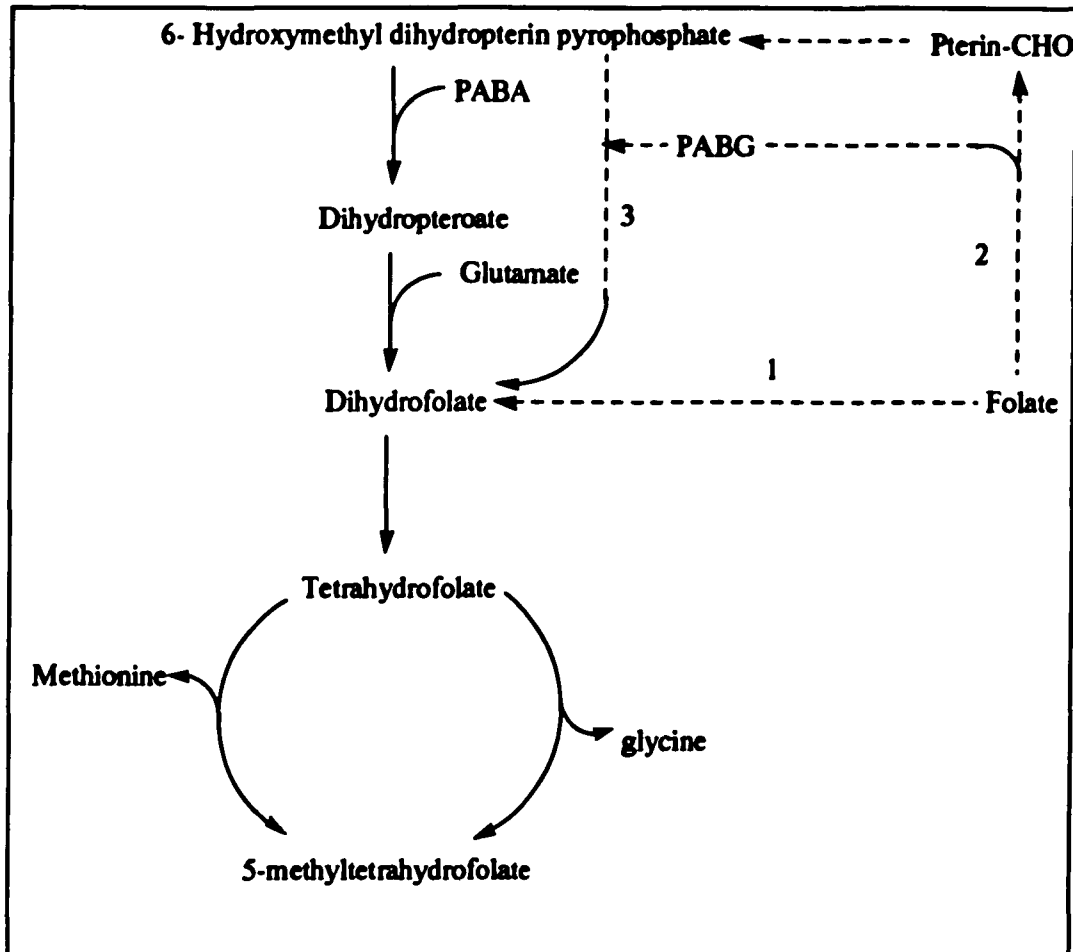 6- Hydroxymethyl dihydropterin pyrophosphate
Pterin-CHO
PABA
PABG
Dihydropteroate
3
2
Glutamate
1
Dihydrofolate
Folate
Tetrahydrofolate
Methionine
glycine
5-methyltetrahydrofolate